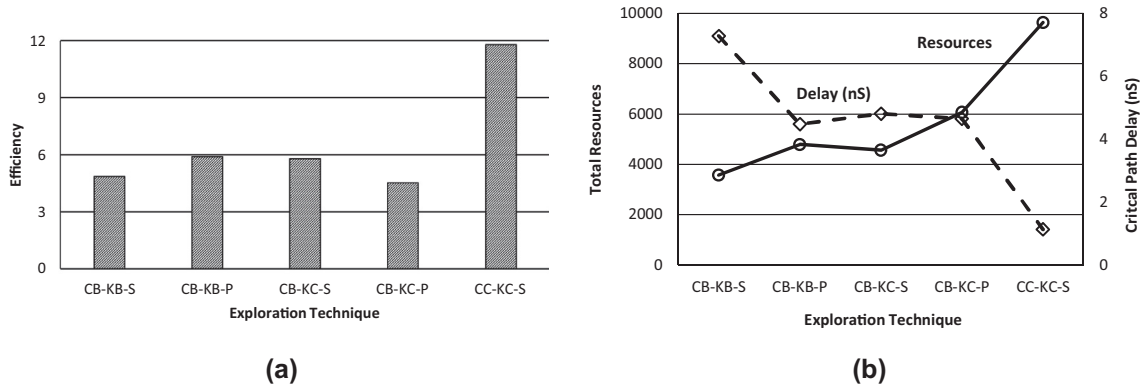 (a)
12
9
6
3
0
Efficiency
CB-KB-S
CB-KB-P
CB-KC-S
CB-KC-P
CC-KC-S
Exploration Technique
(b)
10000
8000
6000
4000
2000
0
Total Resources
Resources
Delay (nS)
8
6
4
2
0
Critcal Path Delay (nS)
CB-KB-S
CB-KB-P
CB-KC-S
CB-KC-P
CC-KC-S
Exploration Technique
(a)
(b)